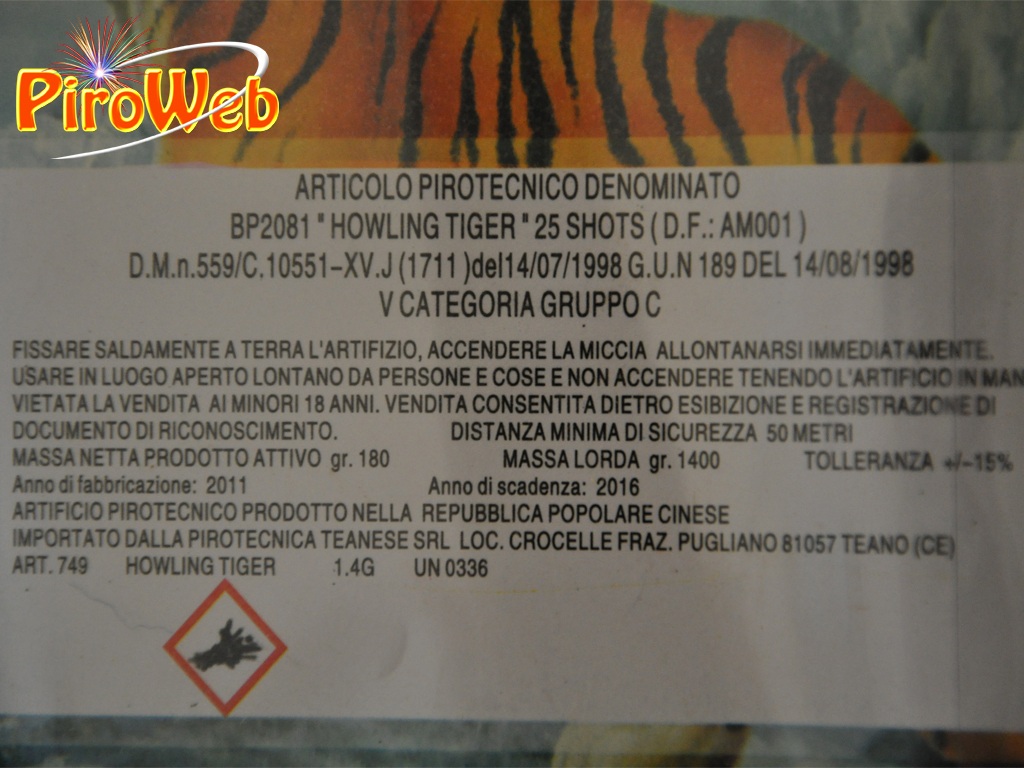 PiroWeb
ARTICOLO PIROTECNICO DENOMINATO
BP2081 " HOWLING TIGER " 25 SHOTS ( D.F.: AM001 )
D.M.n.559/C.10551-XV.J (1711 )del14/07/1998 G.U.N 189 DEL 14/08/1998
V CATEGORIA GRUPPO C
FISSARE SALDAMENTE A TERRA L'ARTIFIZIO, ACCENDERE LA MICCIA ALLONTANARSI IMMEDIATAMENTE.
USARE IN LUOGO APERTO LONTANO DA PERSONE E COSE E NON ACCENDERE TENENDO L'ARTIFICIO IN MAN
VIETATA LA VENDITA AI MINORI 18 ANNI. VENDITA CONSENTITA DIETRO ESIBIZIONE E REGISTRAZIONE DI
DOCUMENTO DI RICONOSCIMENTO. DISTANZA MINIMA DI SICUREZZA 50 METRI
MASSA NETTA PRODOTTO ATTIVO gr. 180 MASSA LORDA gr. 1400 TOLLERANZA +/-15%
Anno di fabbricazione: 2011 Anno di scadenza: 2016
ARTIFICIO PIROTECNICO PRODOTTO NELLA REPUBBLICA POPOLARE CINESE
IMPORTATO DALLA PIROTECNICA TEANESE SRL LOC. CROCELLE FRAZ. PUGLIANO 81057 TEANO (CE)
ART. 749 HOWLING TIGER 1.4G UN 0336